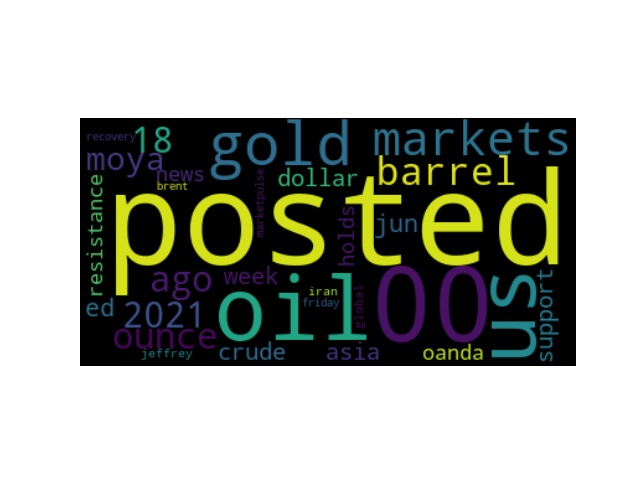 recovery 18 gold markets
moya news dollar barrel
brent
resistance posted marketpulse holds jun
ago week iran
ed 2021 oil friday global 00 us support
ounce
jeffrey crude asia oanda